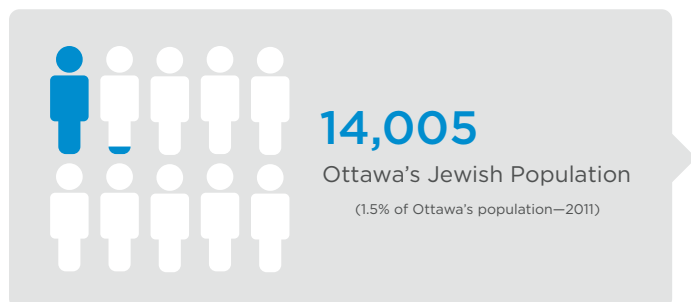 14,005
Ottawa’s Jewish Population
(1.5% of Ottawa’s population—2011)